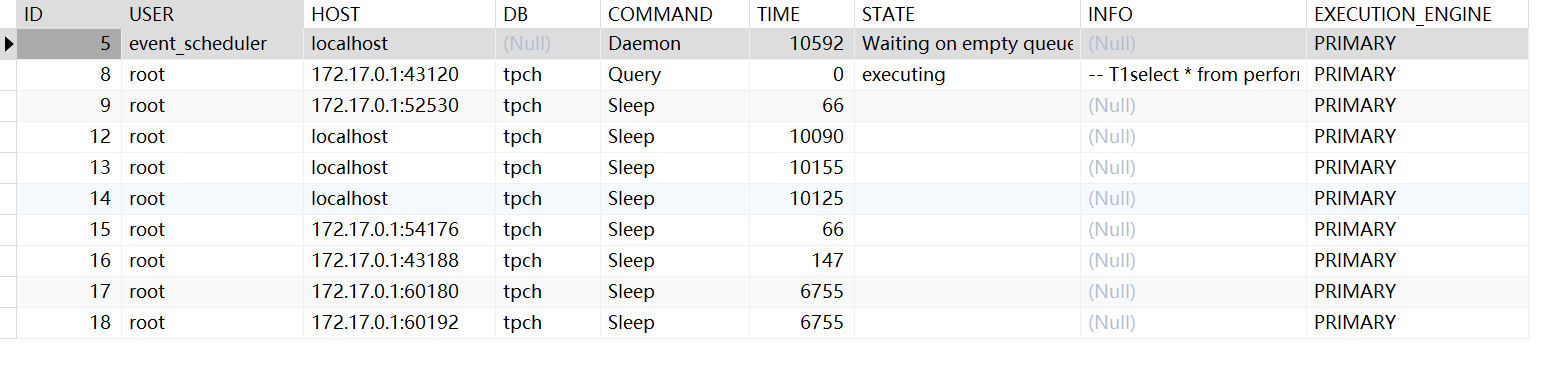 ID USER HOST DB COMMAND TIME STATE INFO EXECUTION_ENGINE
5 event_scheduler localhost (Null) Daemon 10592 Waiting on empty queue (Null) PRIMARY
8 root 172.17.0.1:43120 tpch Query 0 executing -- T1select * from perforr PRIMARY
9 root 172.17.0.1:52530 tpch Sleep 66 (Null) PRIMARY
12 root localhost tpch Sleep 10090 (Null) PRIMARY
13 root localhost tpch Sleep 10155 (Null) PRIMARY
14 root localhost tpch Sleep 10125 (Null) PRIMARY
15 root 172.17.0.1:54176 tpch Sleep 66 (Null) PRIMARY
16 root 172.17.0.1:43188 tpch Sleep 147 (Null) PRIMARY
17 root 172.17.0.1:60180 tpch Sleep 6755 (Null) PRIMARY
18 root 172.17.0.1:60192 tpch Sleep 6755 (Null) PRIMARY